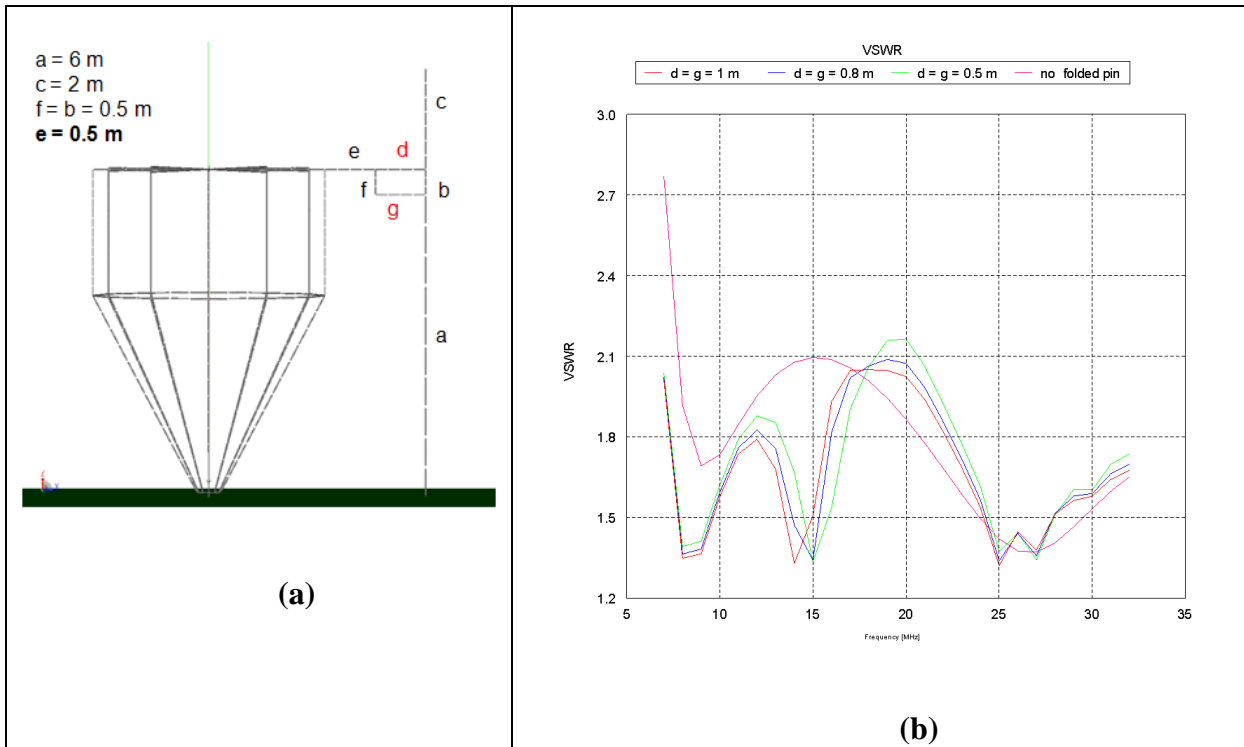 a = 6 m
c = 2 m
f = b = 0.5 m
e = 0.5 m
c
e
d
f
b
g
a
(a)
VSWR
d = g = 1 m
d = g = 0.8 m
d = g = 0.5 m
no folded pin
3.0
2.7
2.4
2.1
1.8
1.5
1.2
VSWR
5
10
15
20
25
30
35
Frequency [MHz]
(b)